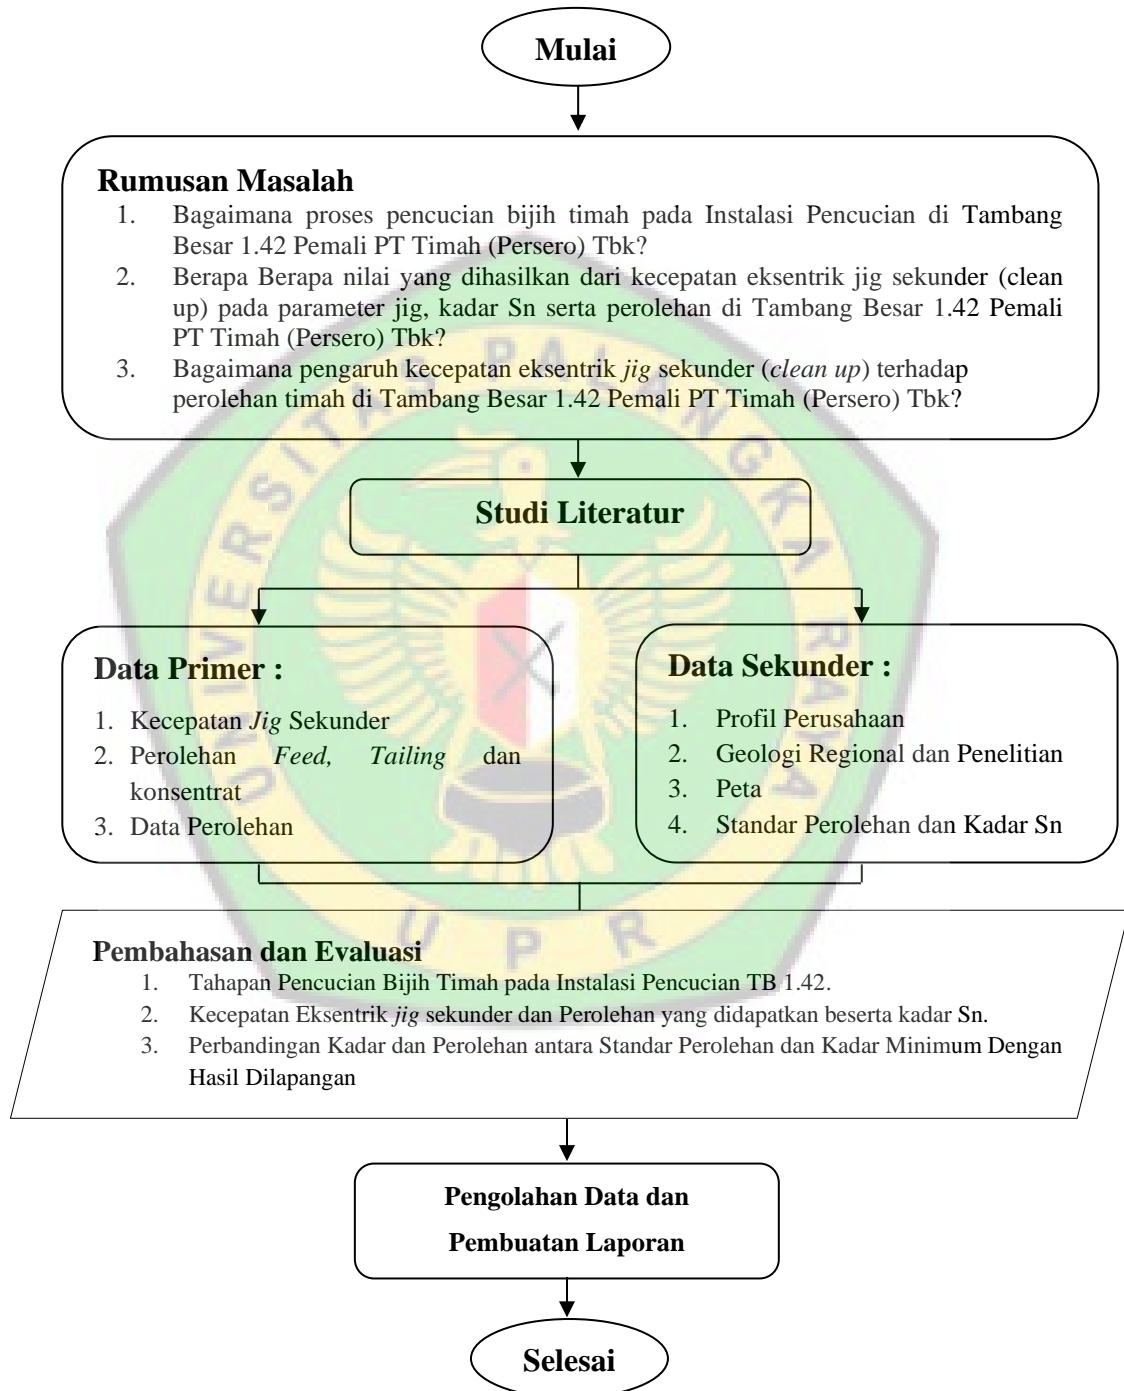 Mulai
Rumusan Masalah
1. Bagaimana proses pencucian bijih timah pada Instalasi Pencucian di Tambang
Besar 1.42 Pemali PT Timah (Persero) Tbk?
2. Berapa Berapa nilai yang dihasilkan dari kecepatan eksentrik jig sekunder (clean
up) pada parameter jig, kadar Sn serta perolehan di Tambang Besar 1.42 Pemali
PT Timah (Persero) Tbk?
3. Bagaimana pengaruh kecepatan eksentrik jig sekunder (clean up) terhadap
perolehan timah di Tambang Besar 1.42 Pemali PT Timah (Persero) Tbk?
Studi Literatur
Data Primer :
1. Kecepatan Jig Sekunder
2. Perolehan Feed, Tailing dan
konsentrat
3. Data Perolehan
Data Sekunder :
1. Profil Perusahaan
2. Geologi Regional dan Penelitian
3. Peta
4. Standar Perolehan dan Kadar Sn
Pembahasan dan Evaluasi
1. Tahapan Pencucian Bijih Timah pada Instalasi Pencucian TB 1.42.
2. Kecepatan Eksentrik jig sekunder dan Perolehan yang didapatkan beserta kadar Sn.
3. Perbandingan Kadar dan Perolehan antara Standar Perolehan dan Kadar Minimum Dengan
Hasil Dilapangan
Pengolahan Data dan
Pembuatan Laporan
Selesai
UNIVERSITAS PALANGKA RAYA
UPR